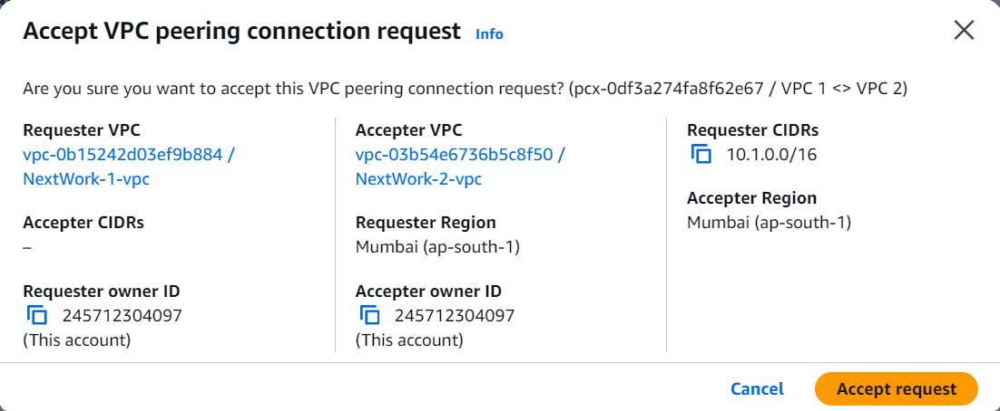 Accept VPC peering connection request Info
Are you sure you want to accept this VPC peering connection request? (pcx-0df3a274fa8f62e67 / VPC 1 <> VPC 2)
Requester VPC
vpc-0b15242d03ef9b884 /
NextWork-1-vpc
Accepter VPC
vpc-03b54e6736b5c8f50 /
NextWork-2-vpc
Requester CIDRs
10.1.0.0/16
Accepter CIDRs
–
Requester Region
Mumbai (ap-south-1)
Accepter Region
Mumbai (ap-south-1)
Requester owner ID
245712304097
(This account)
Accepter owner ID
245712304097
(This account)
Cancel
Accept request